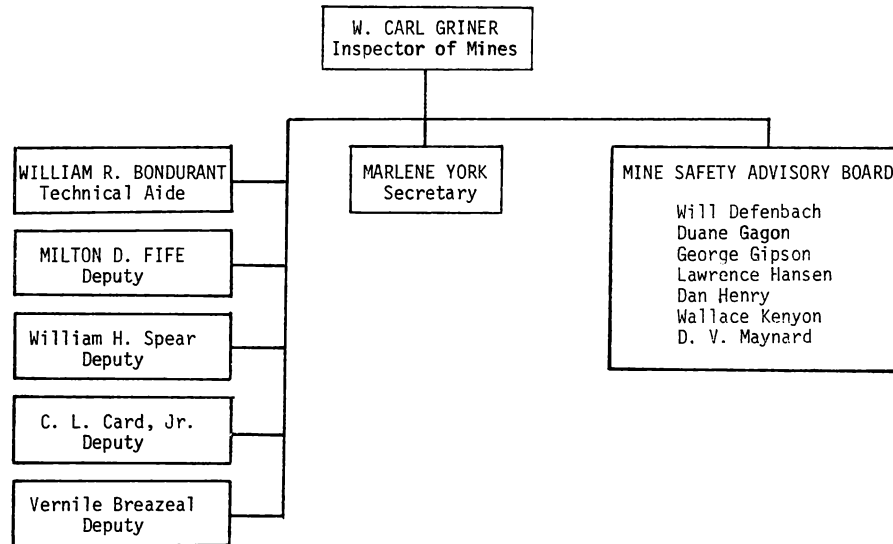 W. CARL GRINER
Inspector of Mines
WILLIAM R. BONDURANT
Technical Aide
MARLENE YORK
Secretary
MINE SAFETY ADVISORY BOARD
Will Defenbach
Duane Gagon
George Gipson
Lawrence Hansen
Dan Henry
Wallace Kenyon
D. V. Maynard
MILTON D. FIFE
Deputy
William H. Spear
Deputy
C. L. Card, Jr.
Deputy
Vernile Breazeal
Deputy